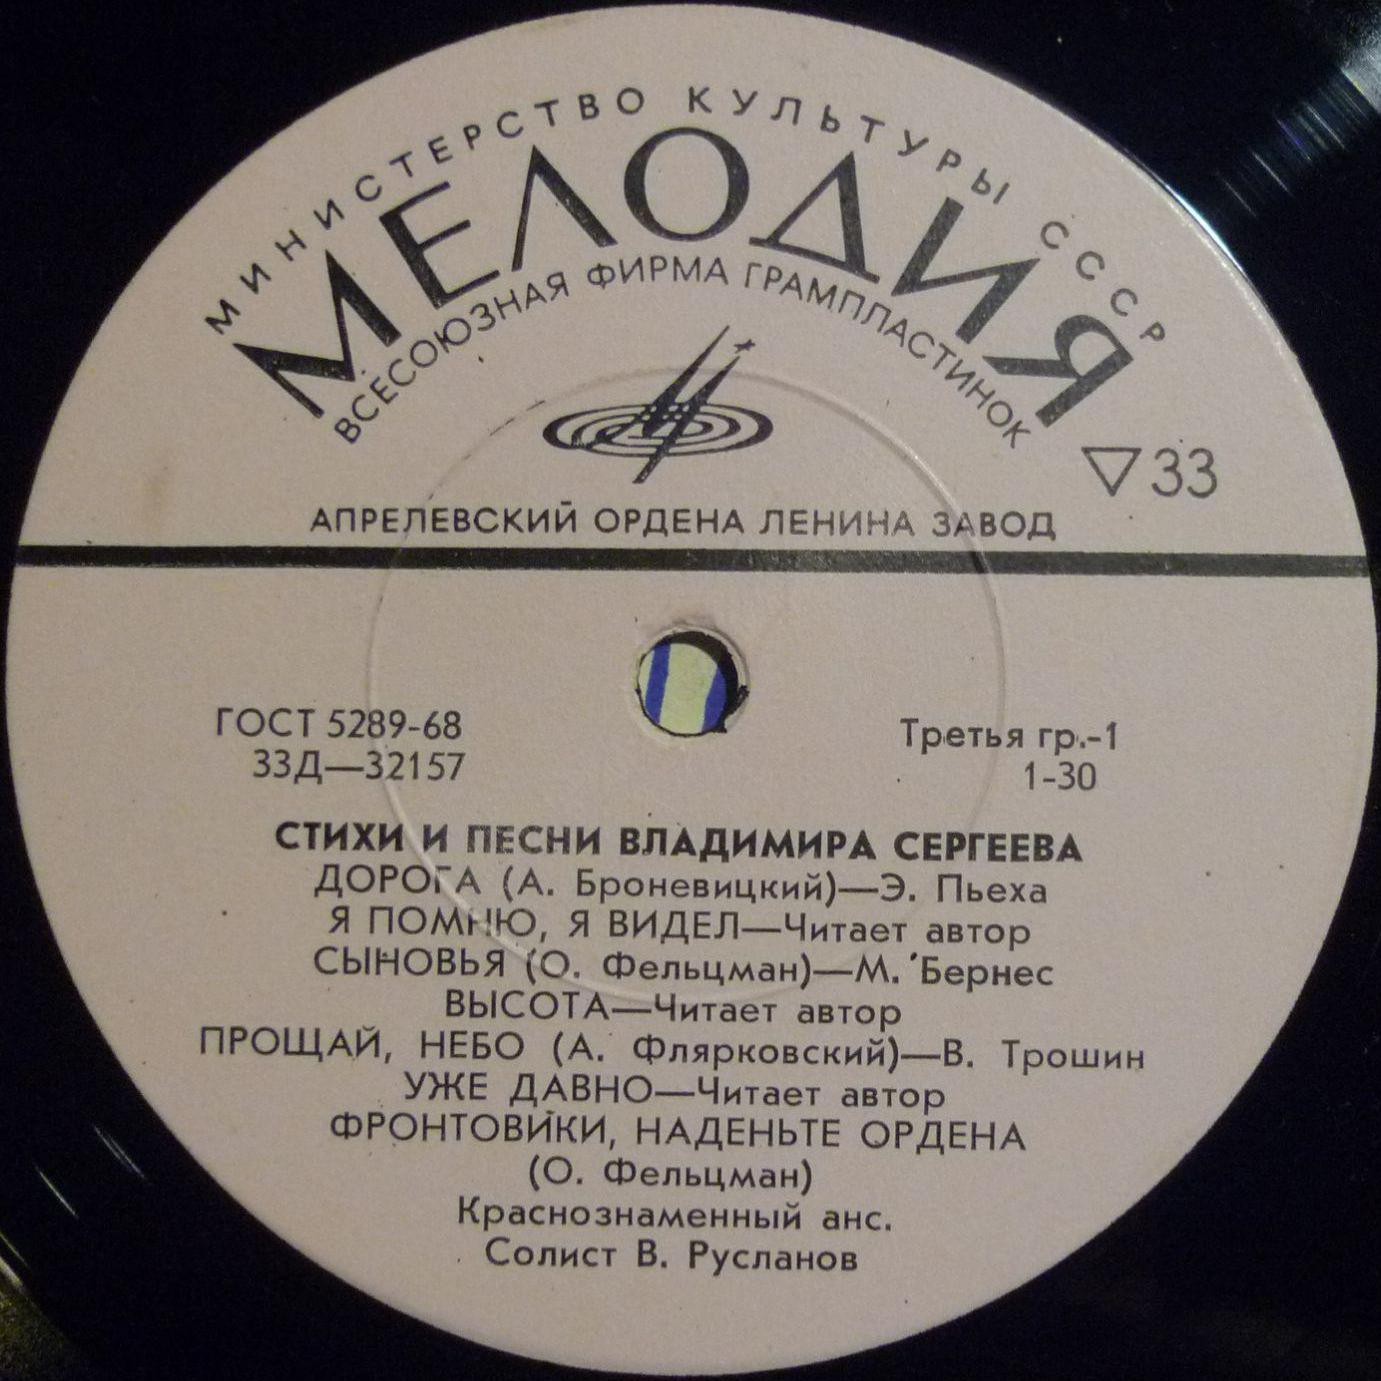 МИНИСТЕРСТВО КУЛЬТУРЫ СССР
МЕЛОДИЯ
ВСЕСОЮЗНАЯ ФИРМА ГРАМПЛАСТИНОК
▽33
АПРЕЛЕВСКИЙ ОРДЕНА ЛЕНИНА ЗАВОД
ГОСТ 5289-68
Третья гр.-1
33Д—32157
1-30
СТИХИ И ПЕСНИ ВЛАДИМИРА СЕРГЕЕВА
ДОРОГА (А. Броневицкий)—Э. Пьеха
Я ПОМНЮ, Я ВИДЕЛ—Читает автор
СЫНОВЬЯ (О. Фельцман)—М. Бернес
ВЫСОТА—Читает автор
ПРОЩАЙ, НЕБО (А. Флярковский)—В. Трошин
УЖЕ ДАВНО—Читает автор
ФРОНТОВИКИ, НАДЕНЬТЕ ОРДЕНА
(О. Фельцман)
Краснознаменный анс.
Солист В. Русланов